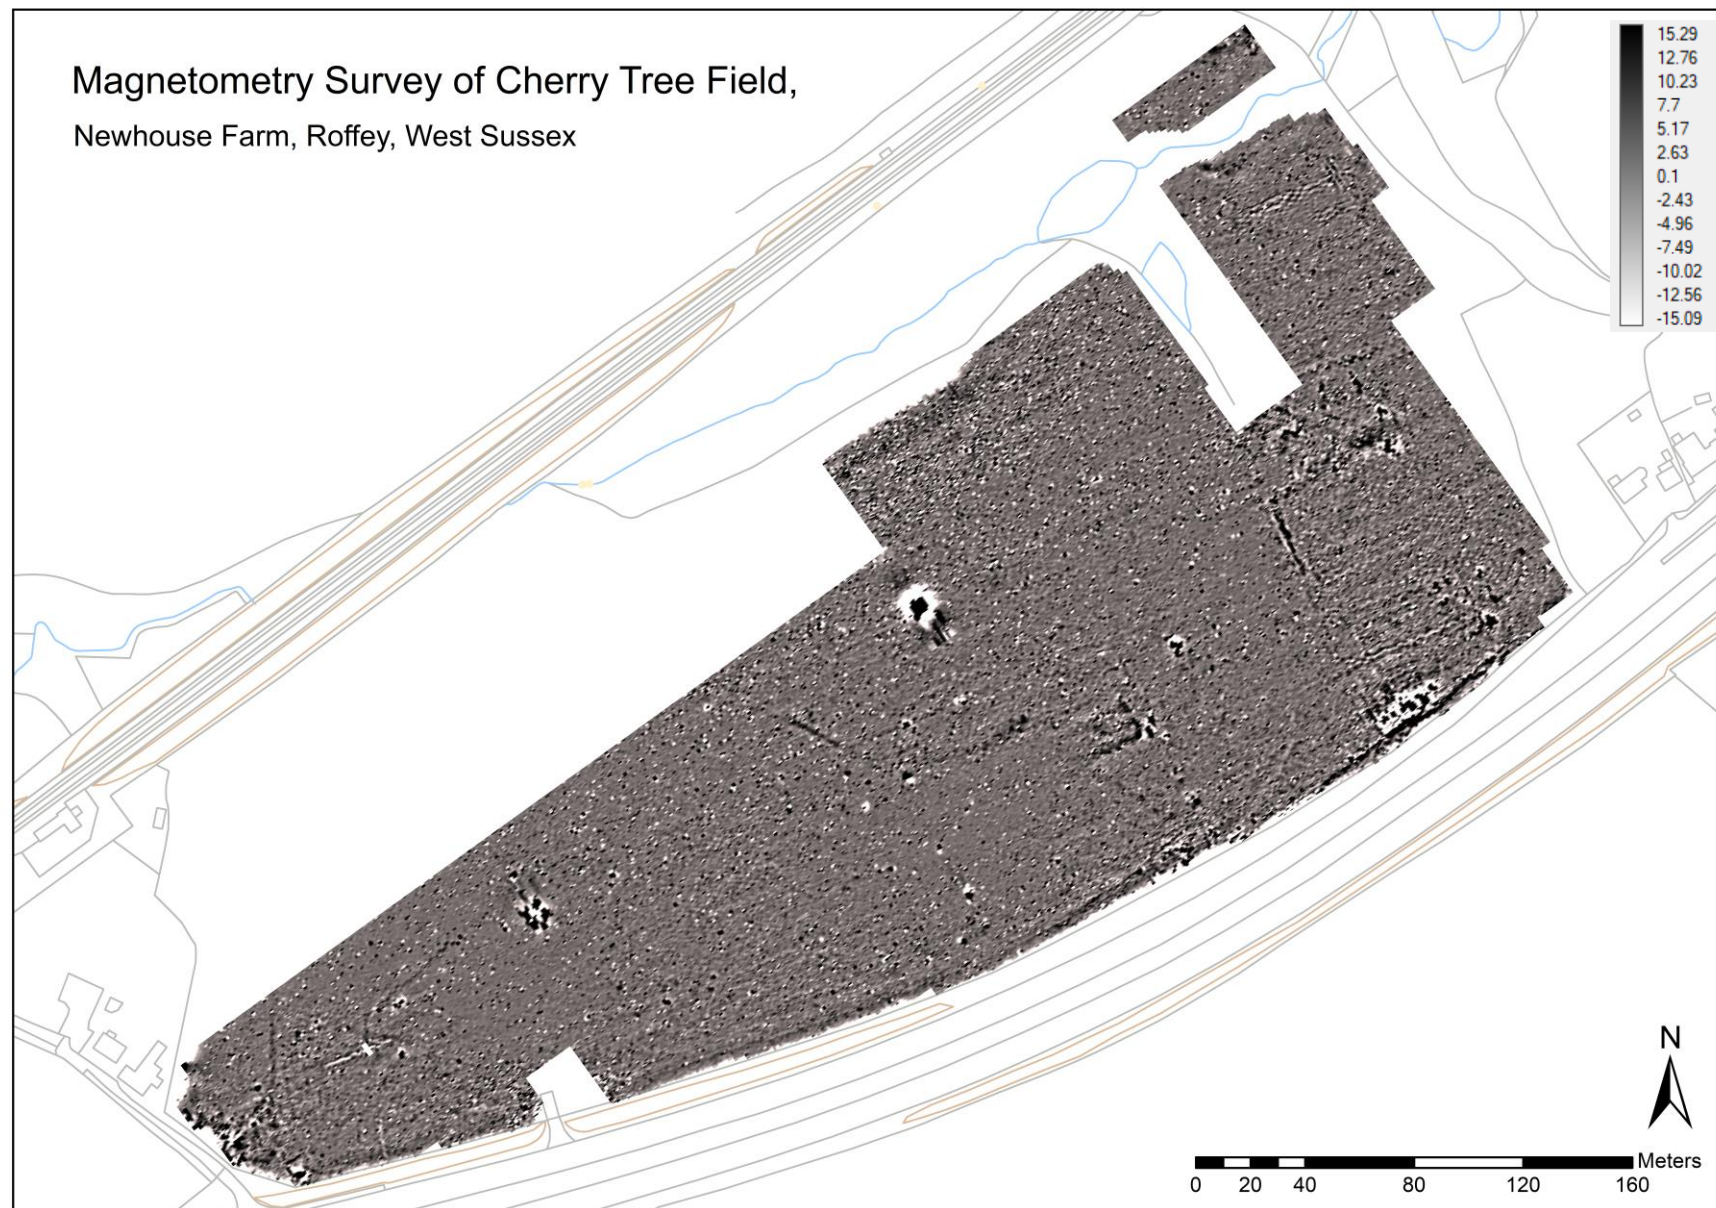 Magnetometry Survey of Cherry Tree Field,
Newhouse Farm, Roffey, West Sussex
15.29
12.76
10.23
7.7
5.17
2.63
0.1
-2.43
-4.96
-7.49
-10.02
-12.56
-15.09
N
Meters
0 20 40 80 120 160